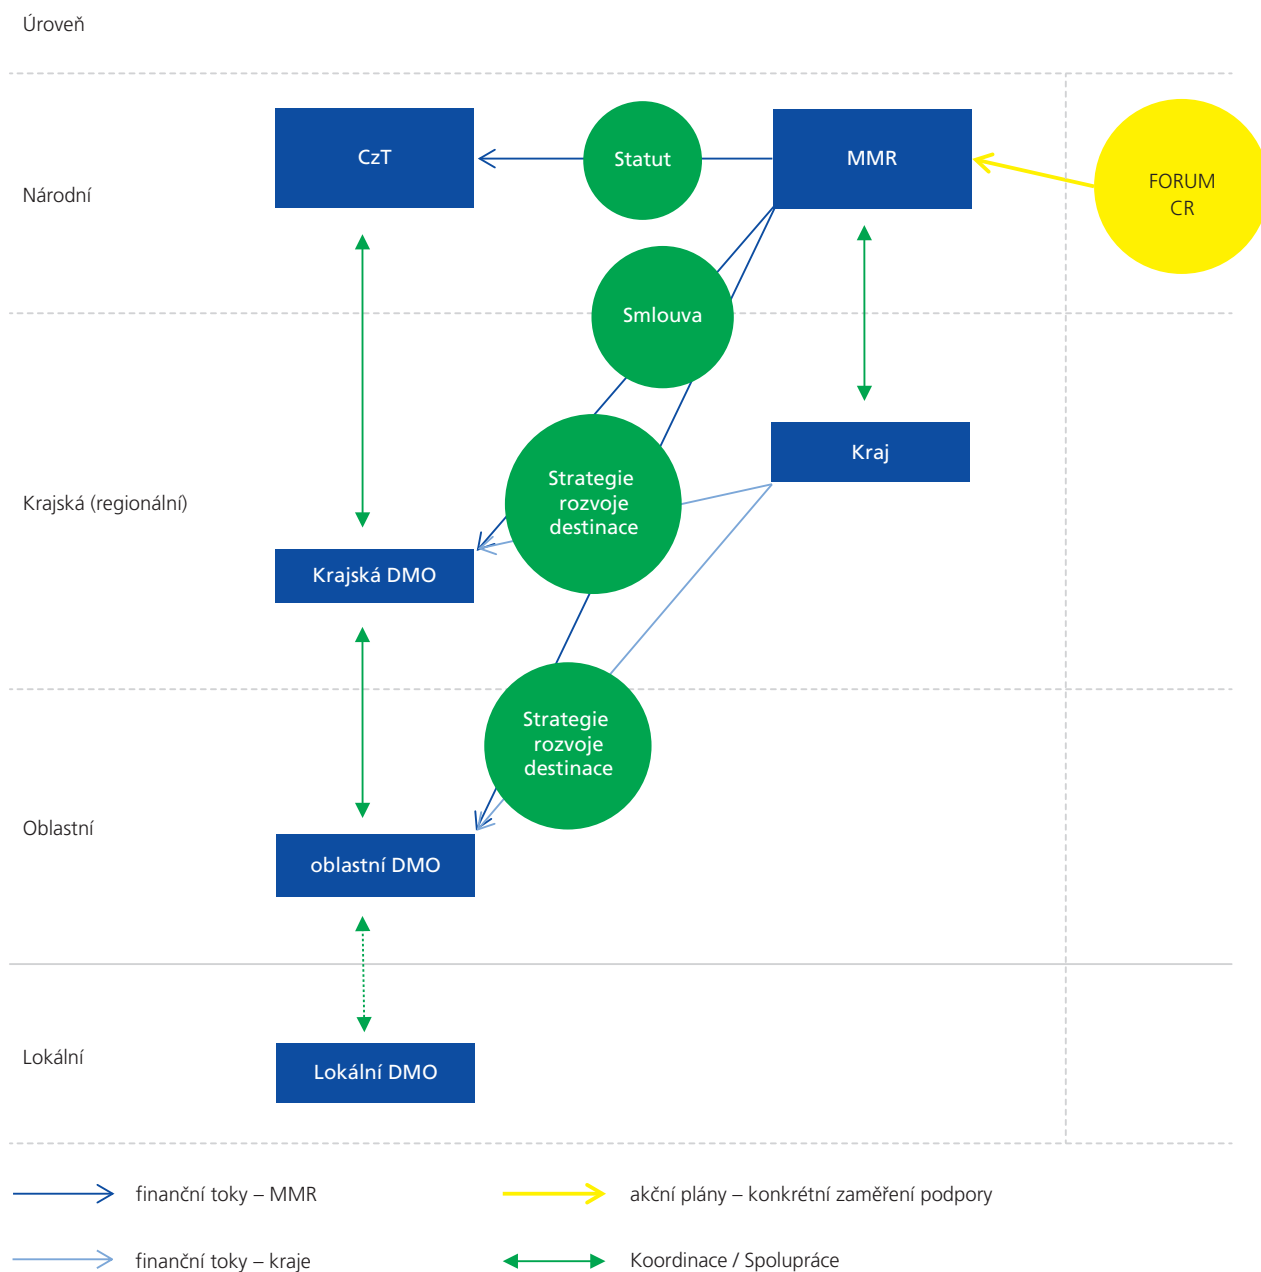 Úroveň
CzT
Statut
MMR
FORUM
CR
Národní
Smlouva
Kraj
Strategie
rozvoje
destinace
Krajská (regionální)
Krajská DMO
Strategie
rozvoje
destinace
Oblastní
oblastní DMO
Lokální
Lokální DMO
finanční toky – MMR
akční plány – konkrétní zaměření podpory
finanční toky – kraje
Koordinace / Spolupráce